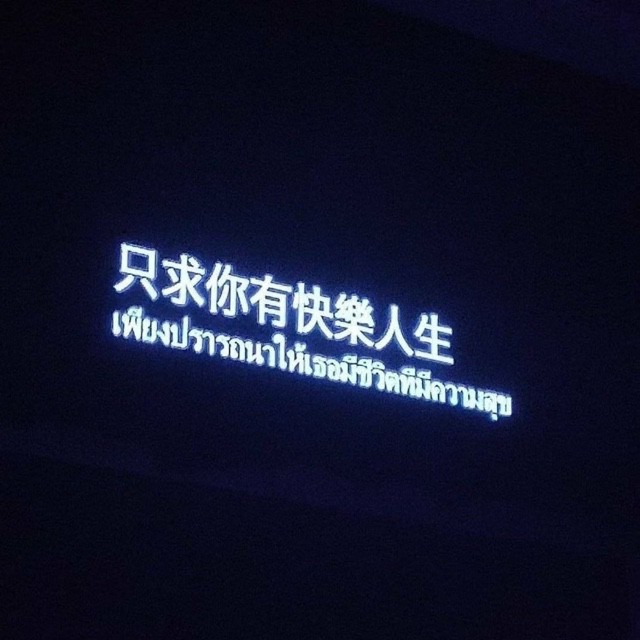 只求你有快樂人生
เพียงปรารถนาให้เธอมีชีวิตที่มีความสุข